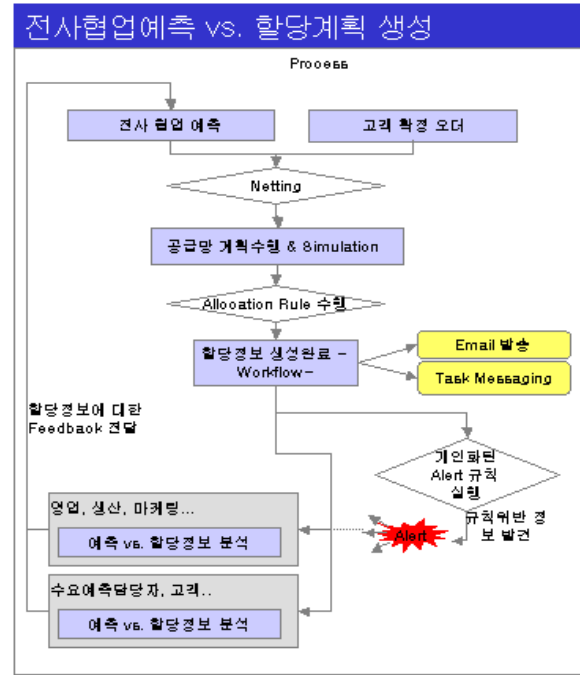 전사협업예측 vs. 할당계획 생성
Process
전사 협업 예측
고객 확정 오더
Netting
공급망 계획수행 & Simulation
Allocation Rule 수행
할당정보 생성완료 -
Workflow-
Email 발송
Task Messaging
할당정보에 대한
Feedback 전달
개인화된
Alert 규칙
실행
규칙위반 정
보 발견
Alert
영업, 생산, 마케팅...
예측 vs. 할당정보 분석
수요예측담당자, 고객..
예측 vs. 할당정보 분석